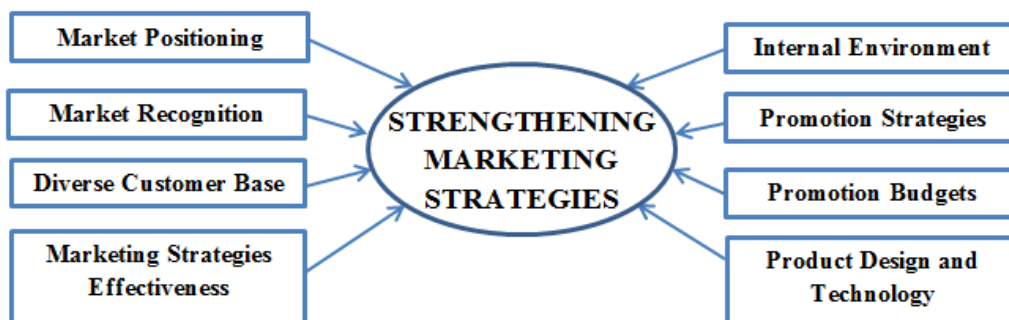 Market Positioning
Market Recognition
Diverse Customer Base
Marketing Strategies
Effectiveness
STRENGTHENING
MARKETING
STRATEGIES
Internal Environment
Promotion Strategies
Promotion Budgets
Product Design and
Technology